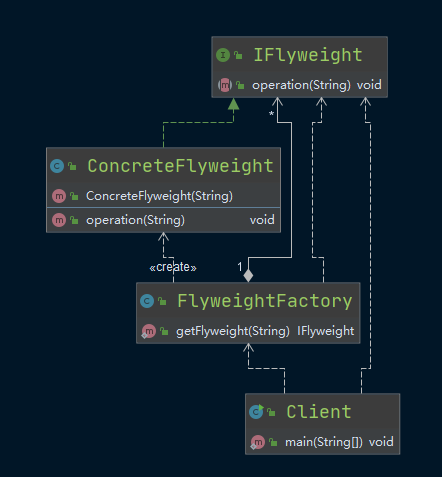 IFlyweight
operation(String) void
*
ConcreteFlyweight
ConcreteFlyweight(String)
operation(String) void
«create»
1
FlyweightFactory
getFlyweight(String) IFlyweight
Client
main(String[]) void